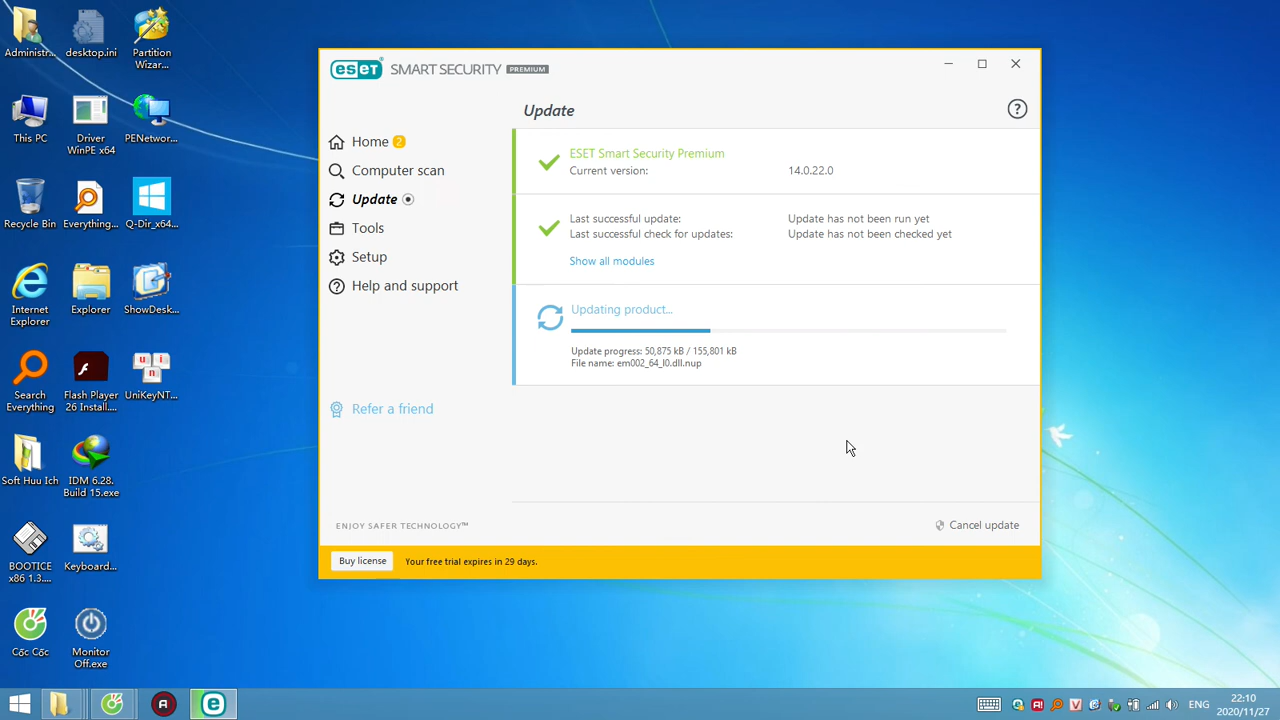 Administr...
desktop.ini
Partition
Wizar...
This PC
Driver
WinPE x64
PENetwor...
Recycle Bin
Everything...
Q-Dir_x64...
Internet
Explorer
Explorer
ShowDesk...
Search
Everything
Flash Player
26 Install....
UniKeyNT...
Soft Huu Ich
IDM 6.28.
Build 15.exe
BOOTICE
x86 1.3....
Keyboard...
Cốc Cốc
Monitor
Off.exe
eseT SMART SECURITY PREMIUM
Home 2
Computer scan
Update
Tools
Setup
Help and support
Refer a friend
ENJOY SAFER TECHNOLOGY™
Update
?
ESET Smart Security Premium
Current version: 14.0.22.0
Last successful update: Update has not been run yet
Last successful check for updates: Update has not been checked yet
Show all modules
Updating product...
Update progress: 50,875 kB / 155,801 kB
File name: em002_64_l0.dll.nup
Cancel update
Buy license
Your free trial expires in 29 days.
ENG
22:10
2020/11/27